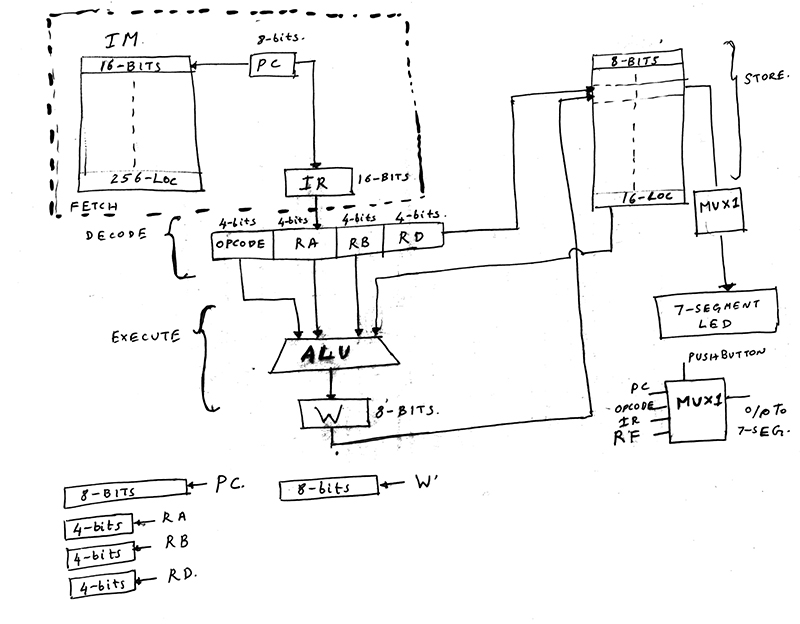 IM.
8-bits.
16-BITS
PC
256-LOC
IR
16-BITS
FETCH
8-BITS
16-LOC
STORE.
MUX1
7-SEGMENT
LED
DECODE
4-bits
4-bits
4-bits
4-bits.
OPCODE
RA
RB
RD
EXECUTE
ALU
W
8-BITS.
PUSHBUTTON
PC
OPCODE
IR
RF
MUX1
O/P TO
7-SEG.
8-BITS
PC.
8-bits
W'
4-bits
RA
4-bits
RB
4-bits
RD.